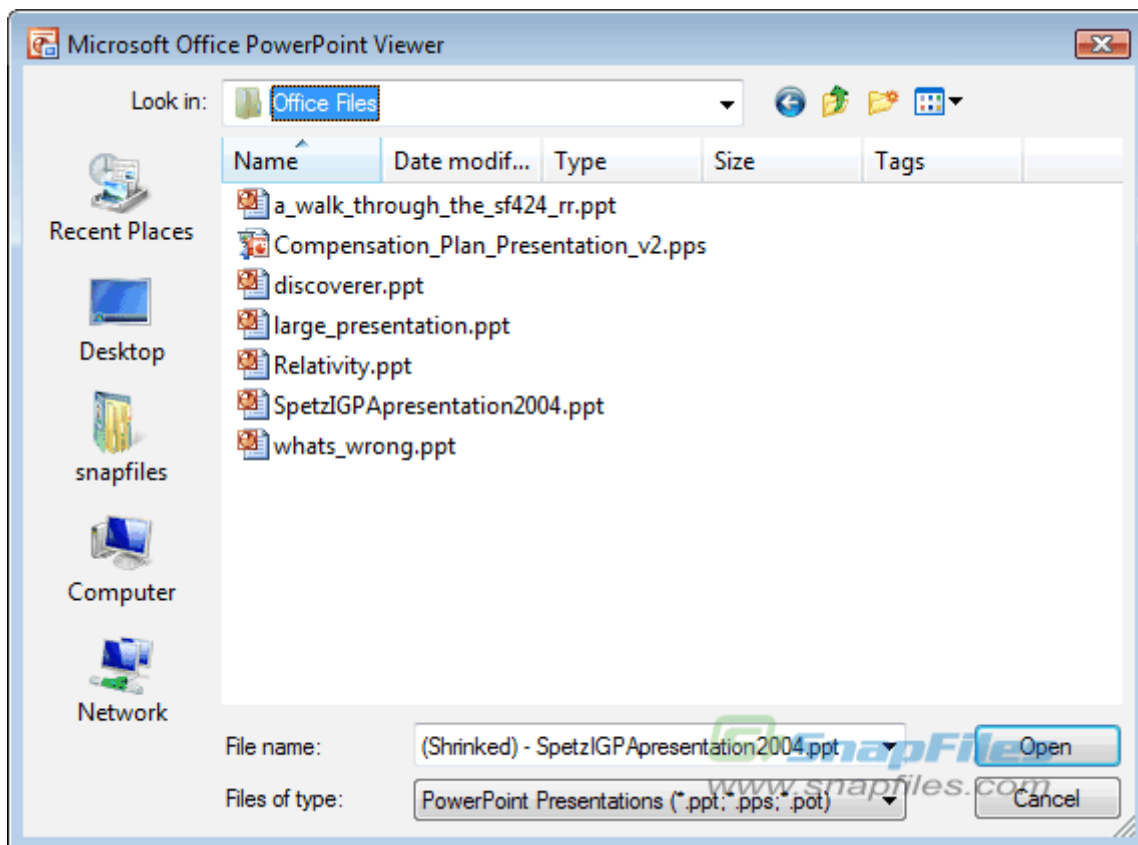 Microsoft Office PowerPoint Viewer
Look in: Office Files
Name Date modif... Type Size Tags
a_walk_through_the_sf424_rr.ppt
Compensation_Plan_Presentation_v2.pps
discoverer.ppt
large_presentation.ppt
Relativity.ppt
SpetzIGPApresentation2004.ppt
whats_wrong.ppt
Recent Places
Desktop
snapfiles
Computer
Network
File name: (Shrinked) - SpetzIGPApresentation2004.ppt Open
Files of type: PowerPoint Presentations (*.ppt;*.pps;*.pot) Cancel
SnapFiles
www.snapfiles.com